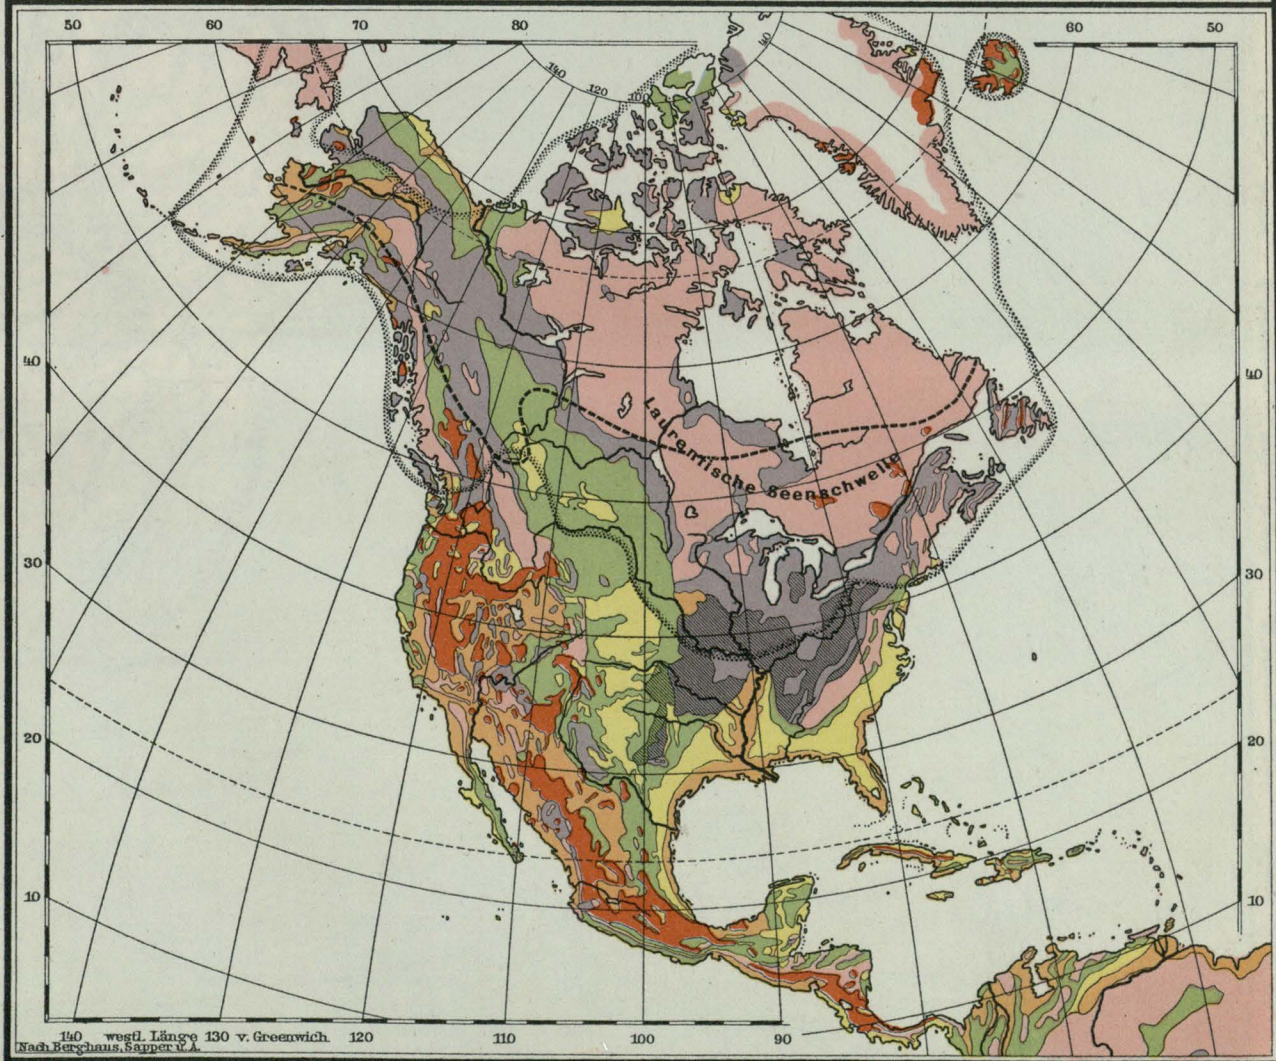 50 60 70 80 60 50
140 120 100 40
40 40
Laurentische Seenschwelle
30 30
20 20
10 10
140 westl. Länge 130 v. Greenwich. 120 110 100 90
Nach Berghaus, Sapper u. A.